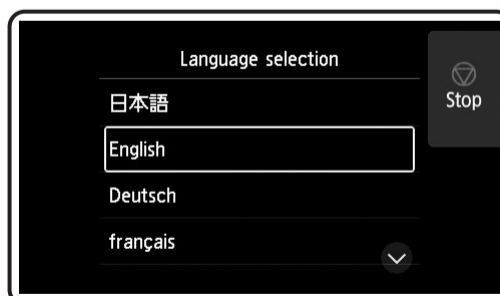 Language selection
日本語
Stop
English
Deutsch
français